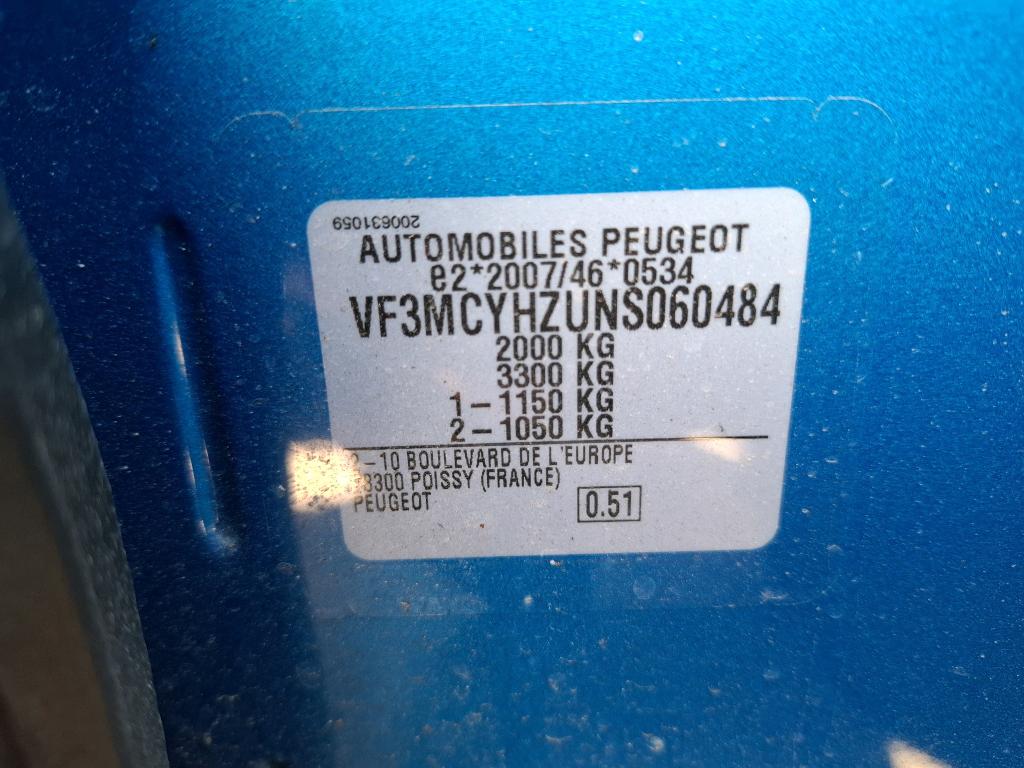 200631059
AUTOMOBILES PEUGEOT
e2*2007/46*0534
VF3MCYHZUNS060484
2000 KG
3300 KG
1-1150 KG
2-1050 KG
2-10 BOULEVARD DE L'EUROPE
POISSY (FRANCE)
PEUGEOT
0.51